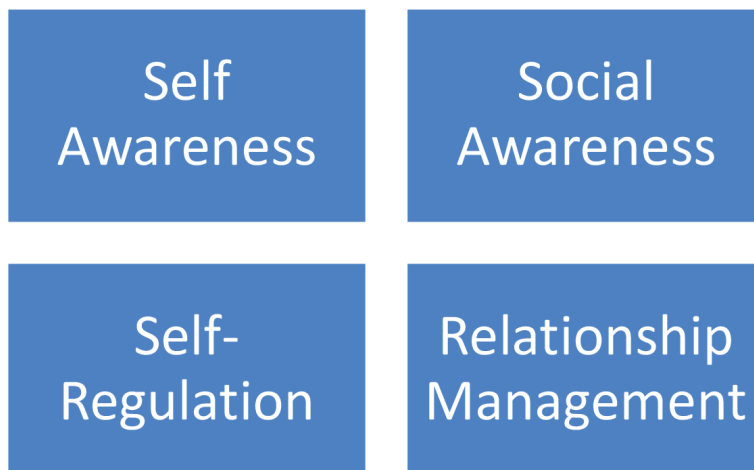 Self
Awareness
Social
Awareness
Self-
Regulation
Relationship
Management